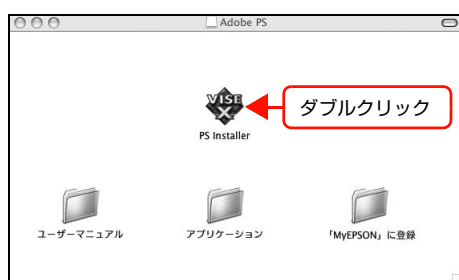 Adobe PS
VISE
X
ダブルクリック
PS Installer
ユーザーマニュアル
アプリケーション
「MyEPSON」に登録